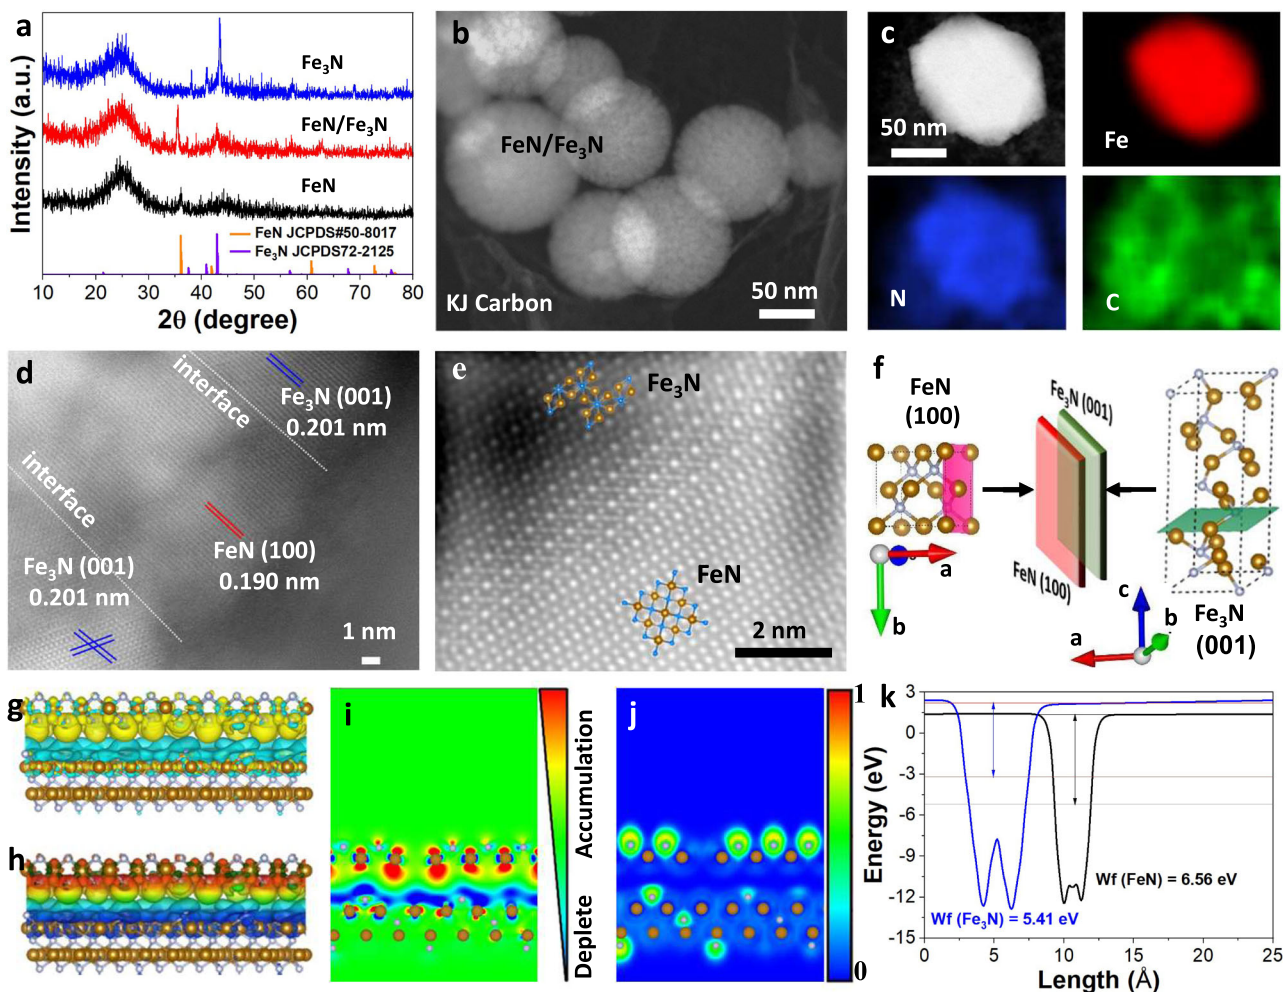 a
Intensity (a.u.)
Fe₃N
FeN/Fe₃N
FeN
FeN JCPDS#50-8017
Fe₃N JCPDS72-2125
10 20 30 40 50 60 70 80
2θ (degree)
b
FeN/Fe₃N
KJ Carbon
50 nm
c
50 nm
Fe
N
C
d
interface
Fe₃N (001)
0.201 nm
interface
FeN (100)
0.190 nm
Fe₃N (001)
0.201 nm
1 nm
e
Fe₃N
FeN
2 nm
f
FeN
(100)
Fe₃N (001)
FeN (100)
a
b
c
b
a
Fe₃N
(001)
g
h
i
Accumulation
Deplete
j
1
0
k
Energy (eV)
3
0
-3
-6
-9
-12
-15
Wf (FeN) = 6.56 eV
Wf (Fe₃N) = 5.41 eV
0 5 10 15 20 25
Length (Å)